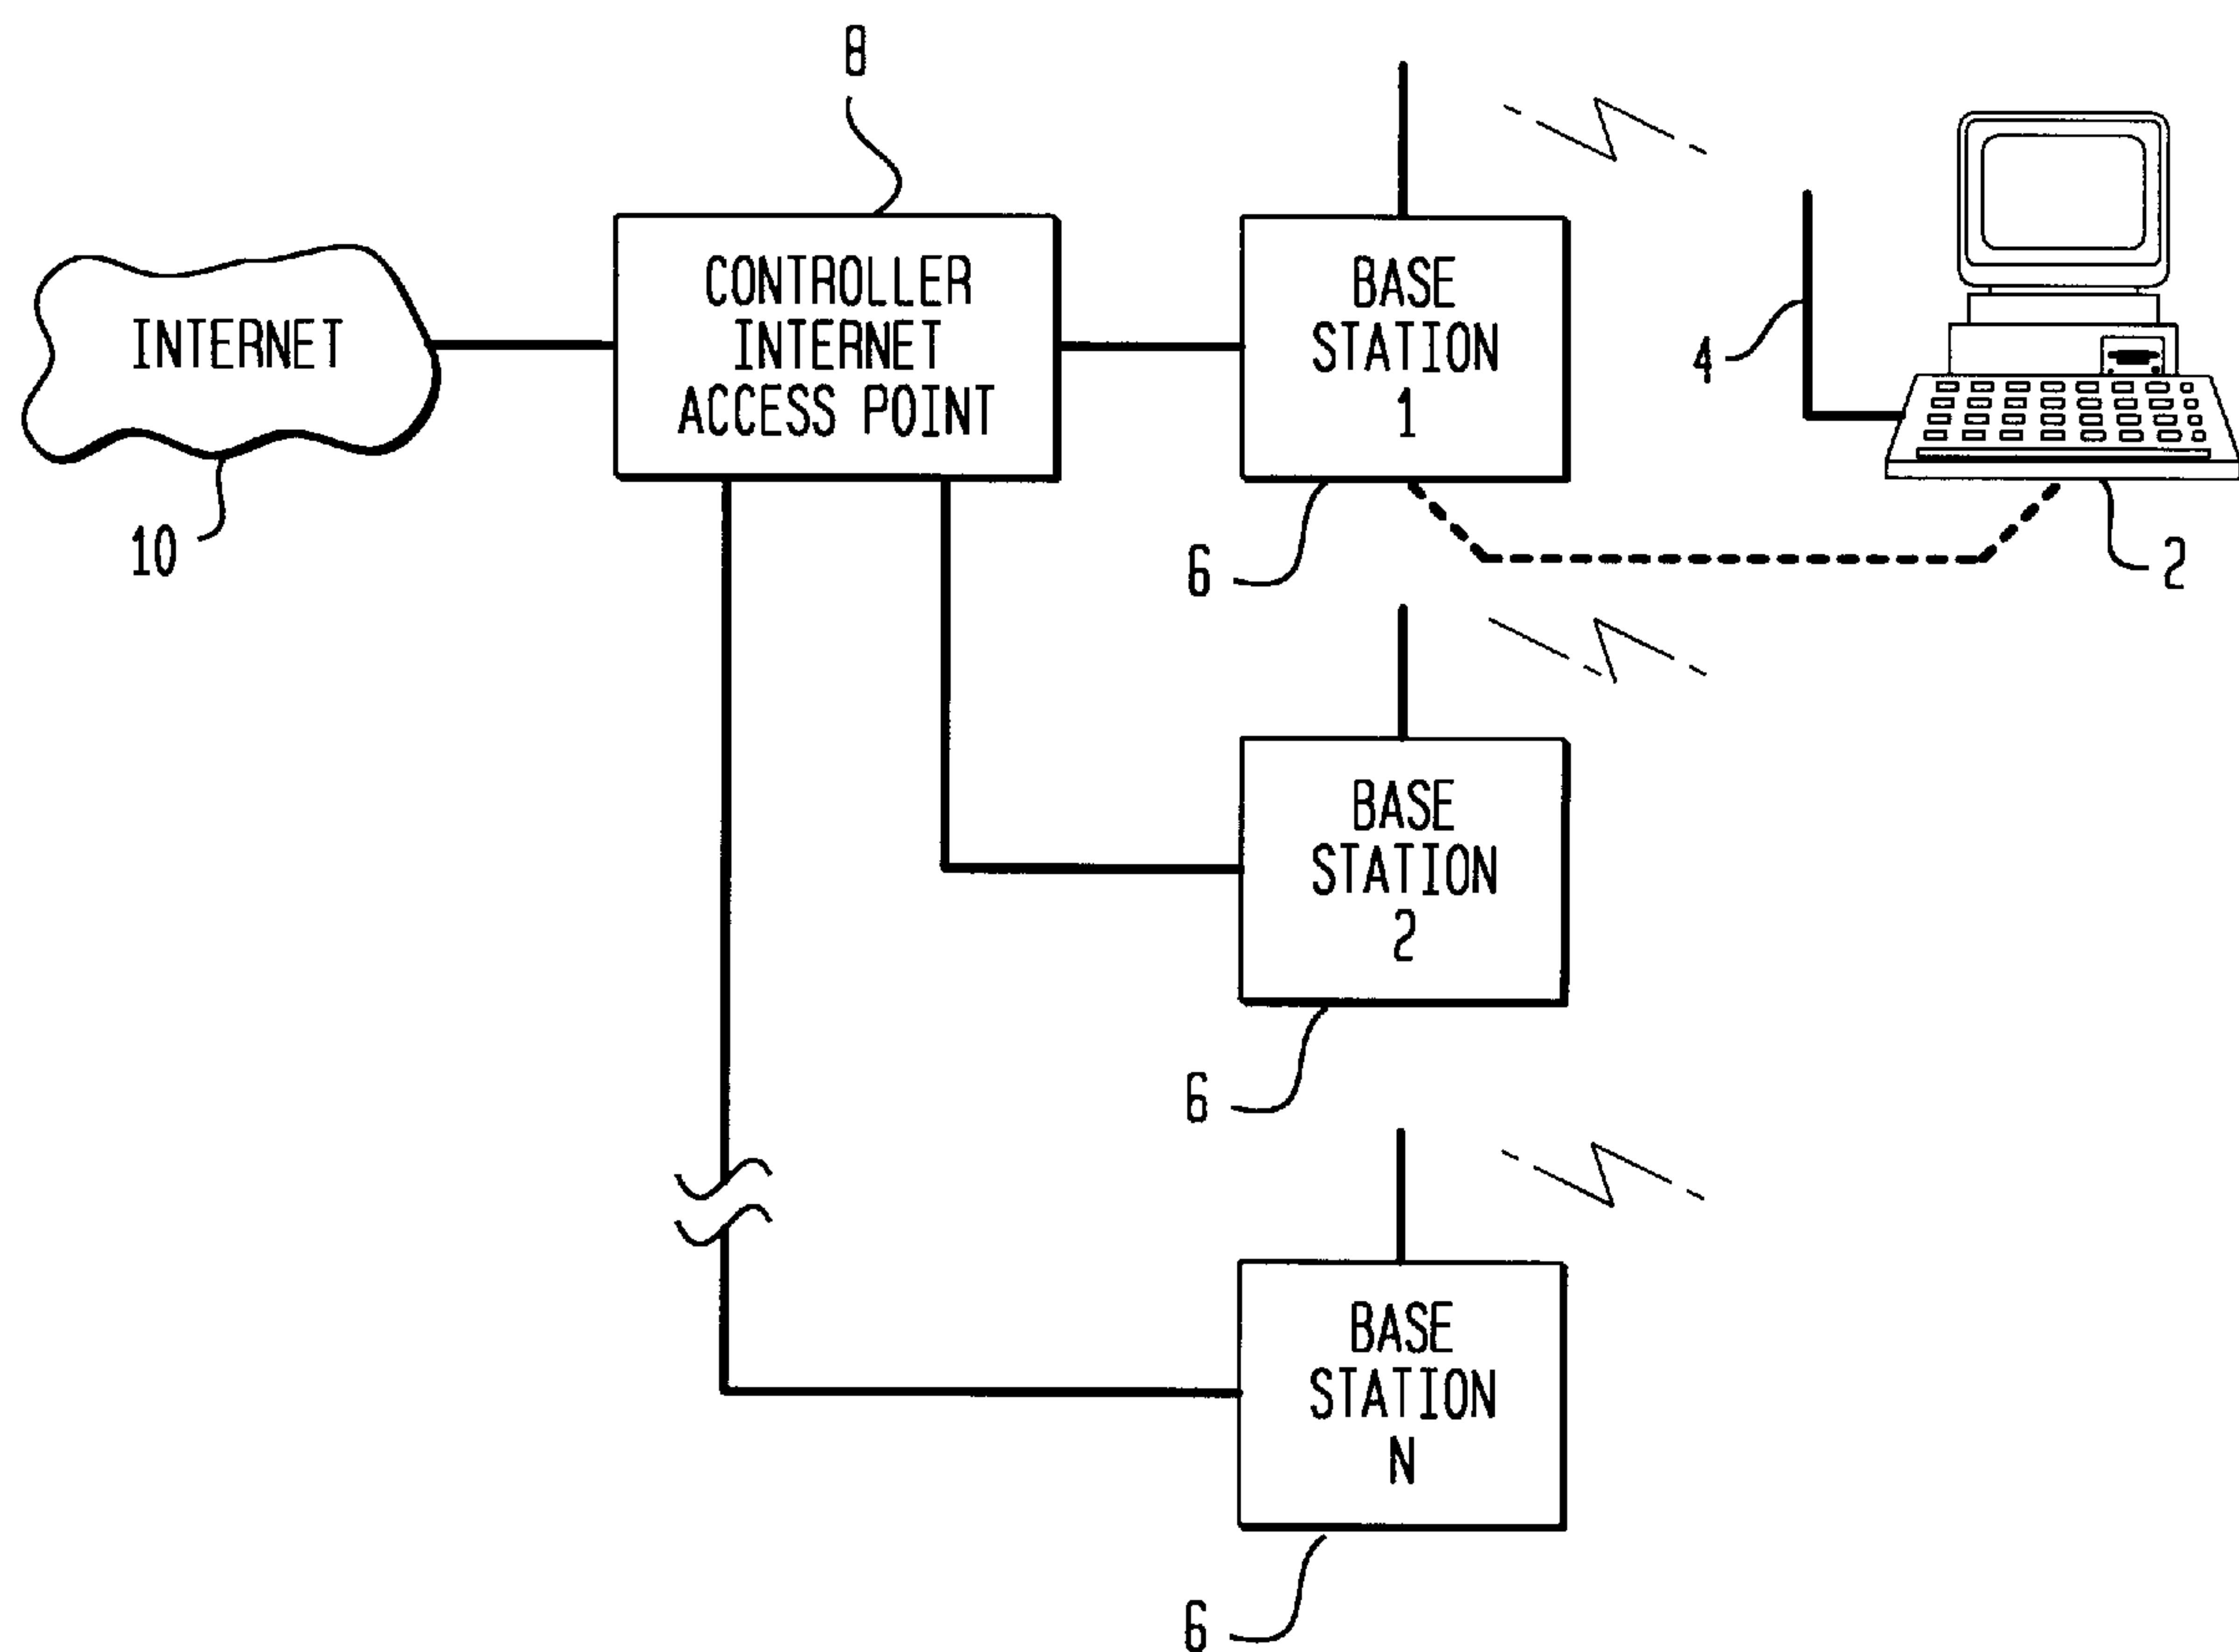 8
INTERNET
CONTROLLER
INTERNET
ACCESS POINT
BASE
STATION
1
4
10
6
2
BASE
STATION
2
6
BASE
STATION
N
6